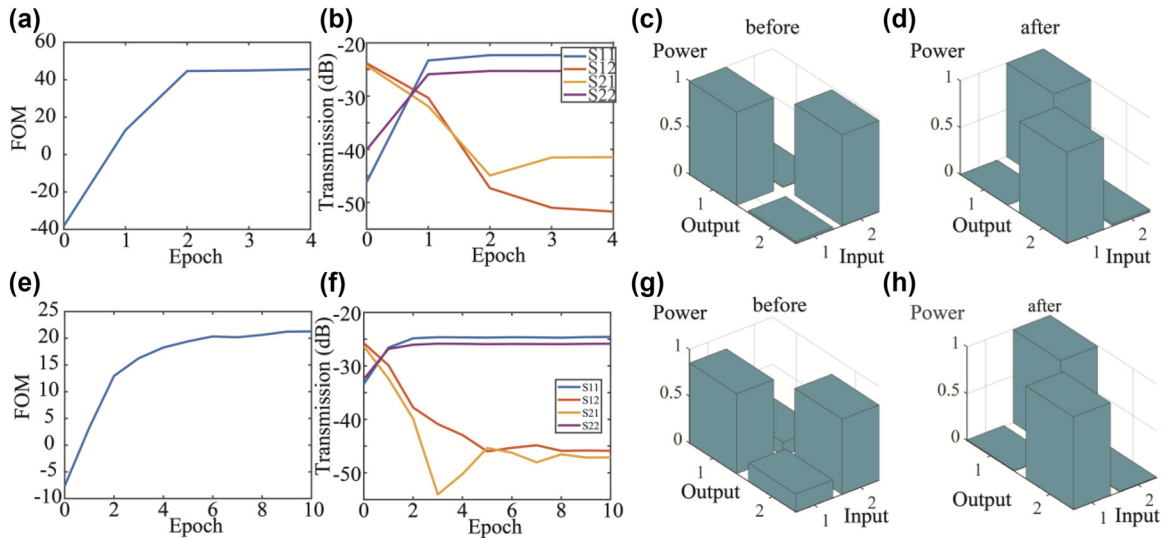 (a)
FOM
60
40
20
0
-20
-40
0 1 2 3 4
Epoch
(b)
Transmission (dB)
-20
-30
-40
-50
S11
S12
S21
S22
0 1 2 3 4
Epoch
(c)
before
Power
1
0.5
0
1
Output
2
1
Input
2
(d)
after
Power
1
0.5
0
1
Output
2
1
Input
2
(e)
FOM
25
20
15
10
5
0
-5
-10
0 2 4 6 8 10
Epoch
(f)
Transmission (dB)
-20
-30
-40
-50
S11
S12
S21
S22
0 2 4 6 8 10
Epoch
(g)
before
Power
1
0.5
0
1
Output
2
1
Input
2
(h)
after
Power
1
0.5
0
1
Output
2
1
Input
2